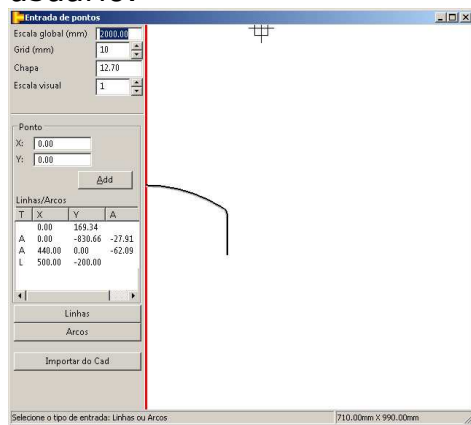 usuário.
Entrada de pontos
Escala global (mm) 2000.00
Grid (mm) 10
Chapa 12.70
Escala visual 1
Ponto
X: 0.00
Y: 0.00
Add
Linhas/Arcos
T X Y A
0.00 169.34
A 0.00 -830.66 -27.91
A 440.00 0.00 -62.09
L 500.00 -200.00
Linhas
Arcos
Importar do Cad
Selecione o tipo de entrada: Linhas ou Arcos 710.00mm X 990.00mm